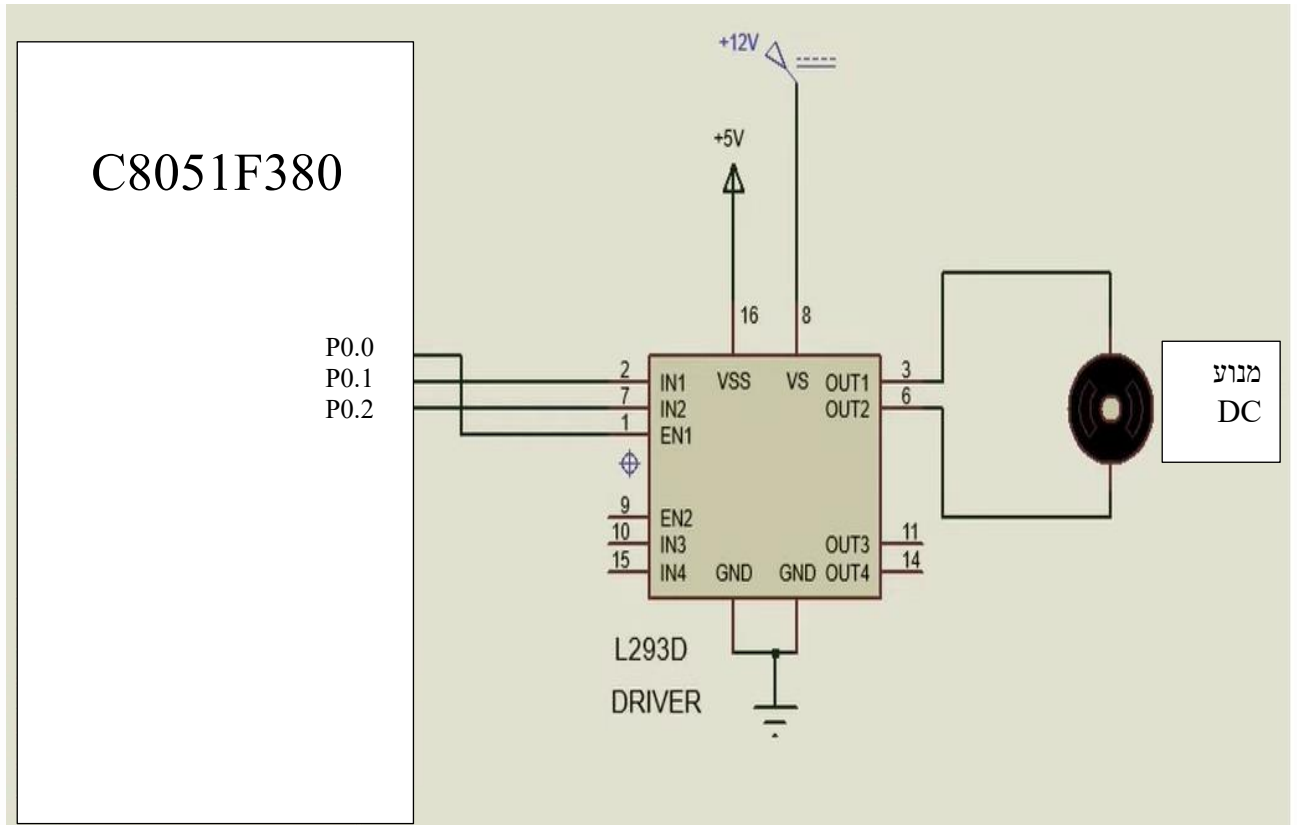 C8051F380
P0.0
P0.1
P0.2
+12V
+5V
16
8
2
7
1
9
10
15
IN1
IN2
EN1
EN2
IN3
IN4
VSS
VS
OUT1
OUT2
OUT3
GND
GND
OUT4
3
6
11
14
L293D
DRIVER
מנוע
DC